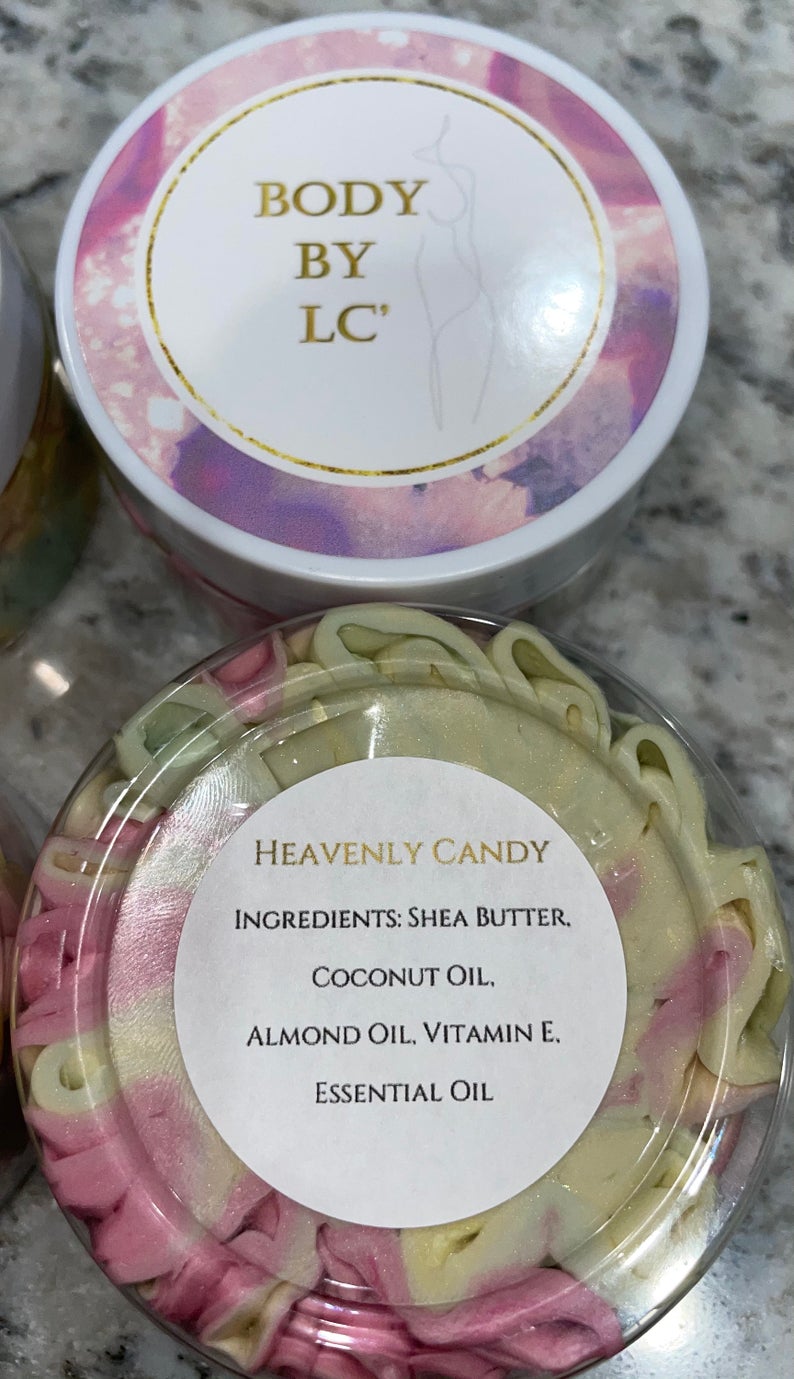 BODY
BY
LC'
HEAVENLY CANDY
INGREDIENTS: SHEA BUTTER,
COCONUT OIL,
ALMOND OIL, VITAMIN E,
ESSENTIAL OIL